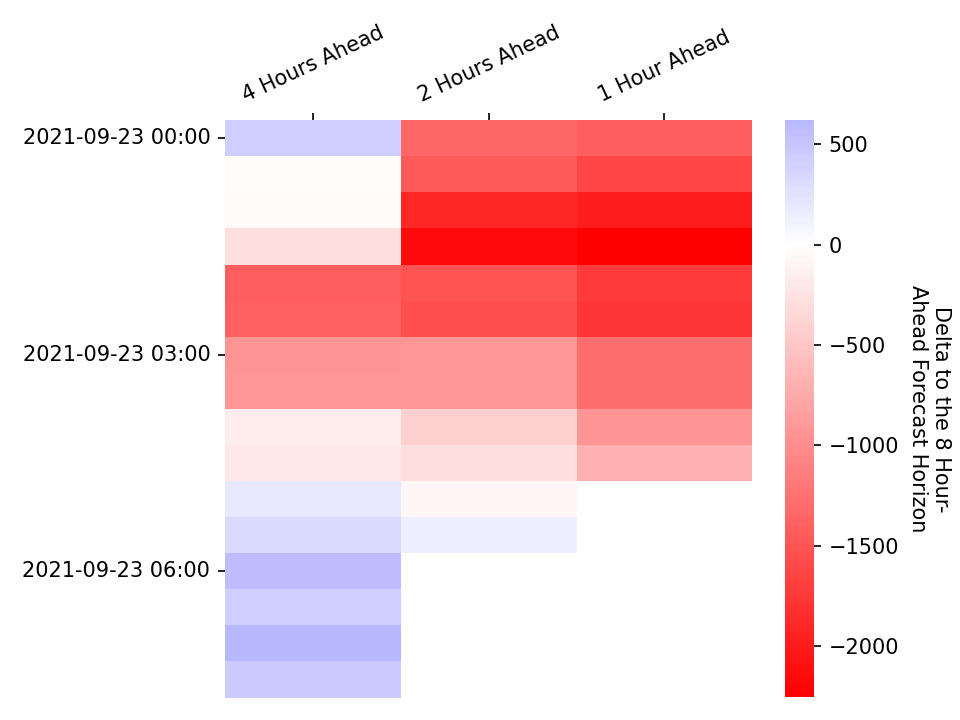 4 Hours Ahead
2 Hours Ahead
1 Hour Ahead
2021-09-23 00:00
2021-09-23 03:00
2021-09-23 06:00
500
0
−500
−1000
−1500
−2000
Delta to the 8 Hour-
Ahead Forecast Horizon